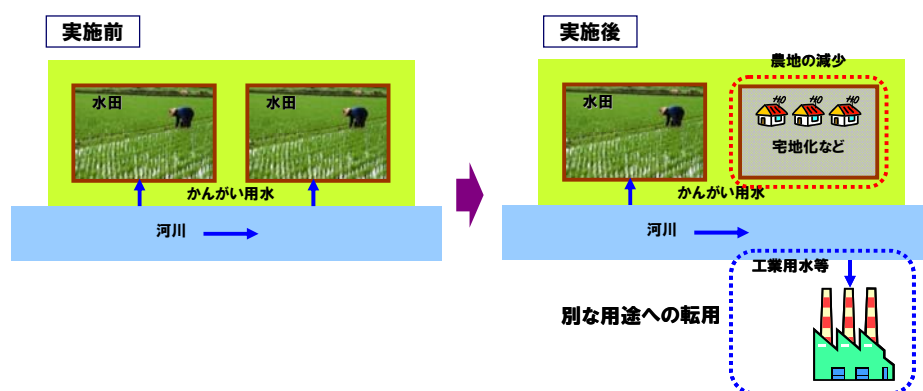 実施前
水田
水田
かんがい用水
河川
実施後
農地の減少
水田
宅地化など
かんがい用水
河川
工業用水等
別な用途への転用